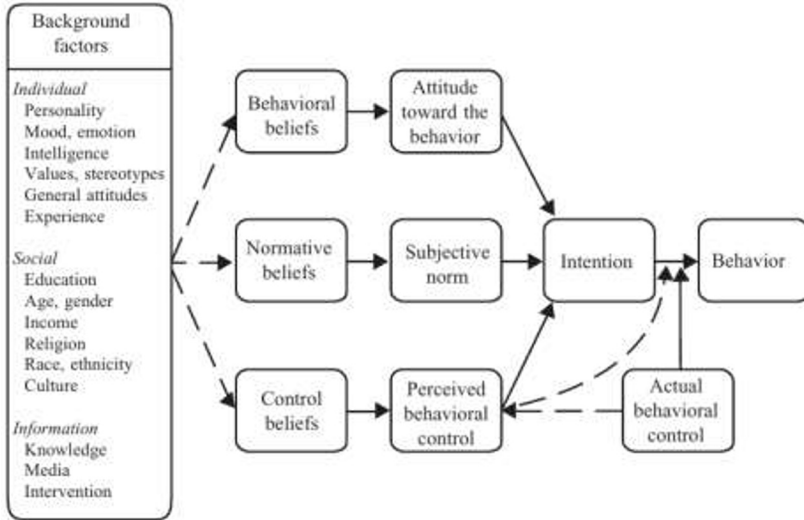 Background
factors
Individual
Personality
Mood, emotion
Intelligence
Values, stereotypes
General attitudes
Experience
Social
Education
Age, gender
Income
Religion
Race, ethnicity
Culture
Information
Knowledge
Media
Intervention
Behavioral
beliefs
Attitude
toward the
behavior
Normative
beliefs
Subjective
norm
Intention
Behavior
Control
beliefs
Perceived
behavioral
control
Actual
behavioral
control